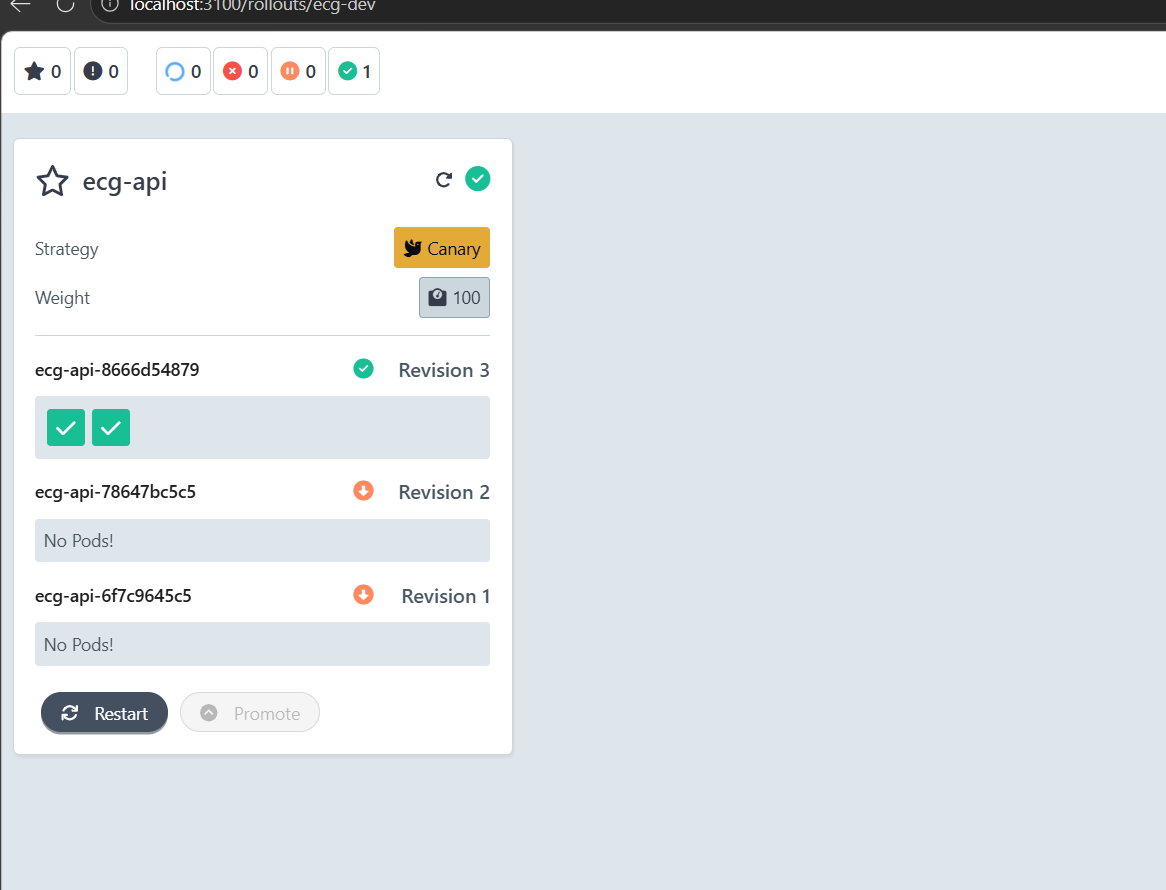 localhost:3100/rollouts/ecg-dev
0 0 0 0 0 1
ecg-api
Strategy Canary
Weight 100
ecg-api-8666d54879 Revision 3
ecg-api-78647bc5c5 Revision 2
No Pods!
ecg-api-6f7c9645c5 Revision 1
No Pods!
Restart Promote